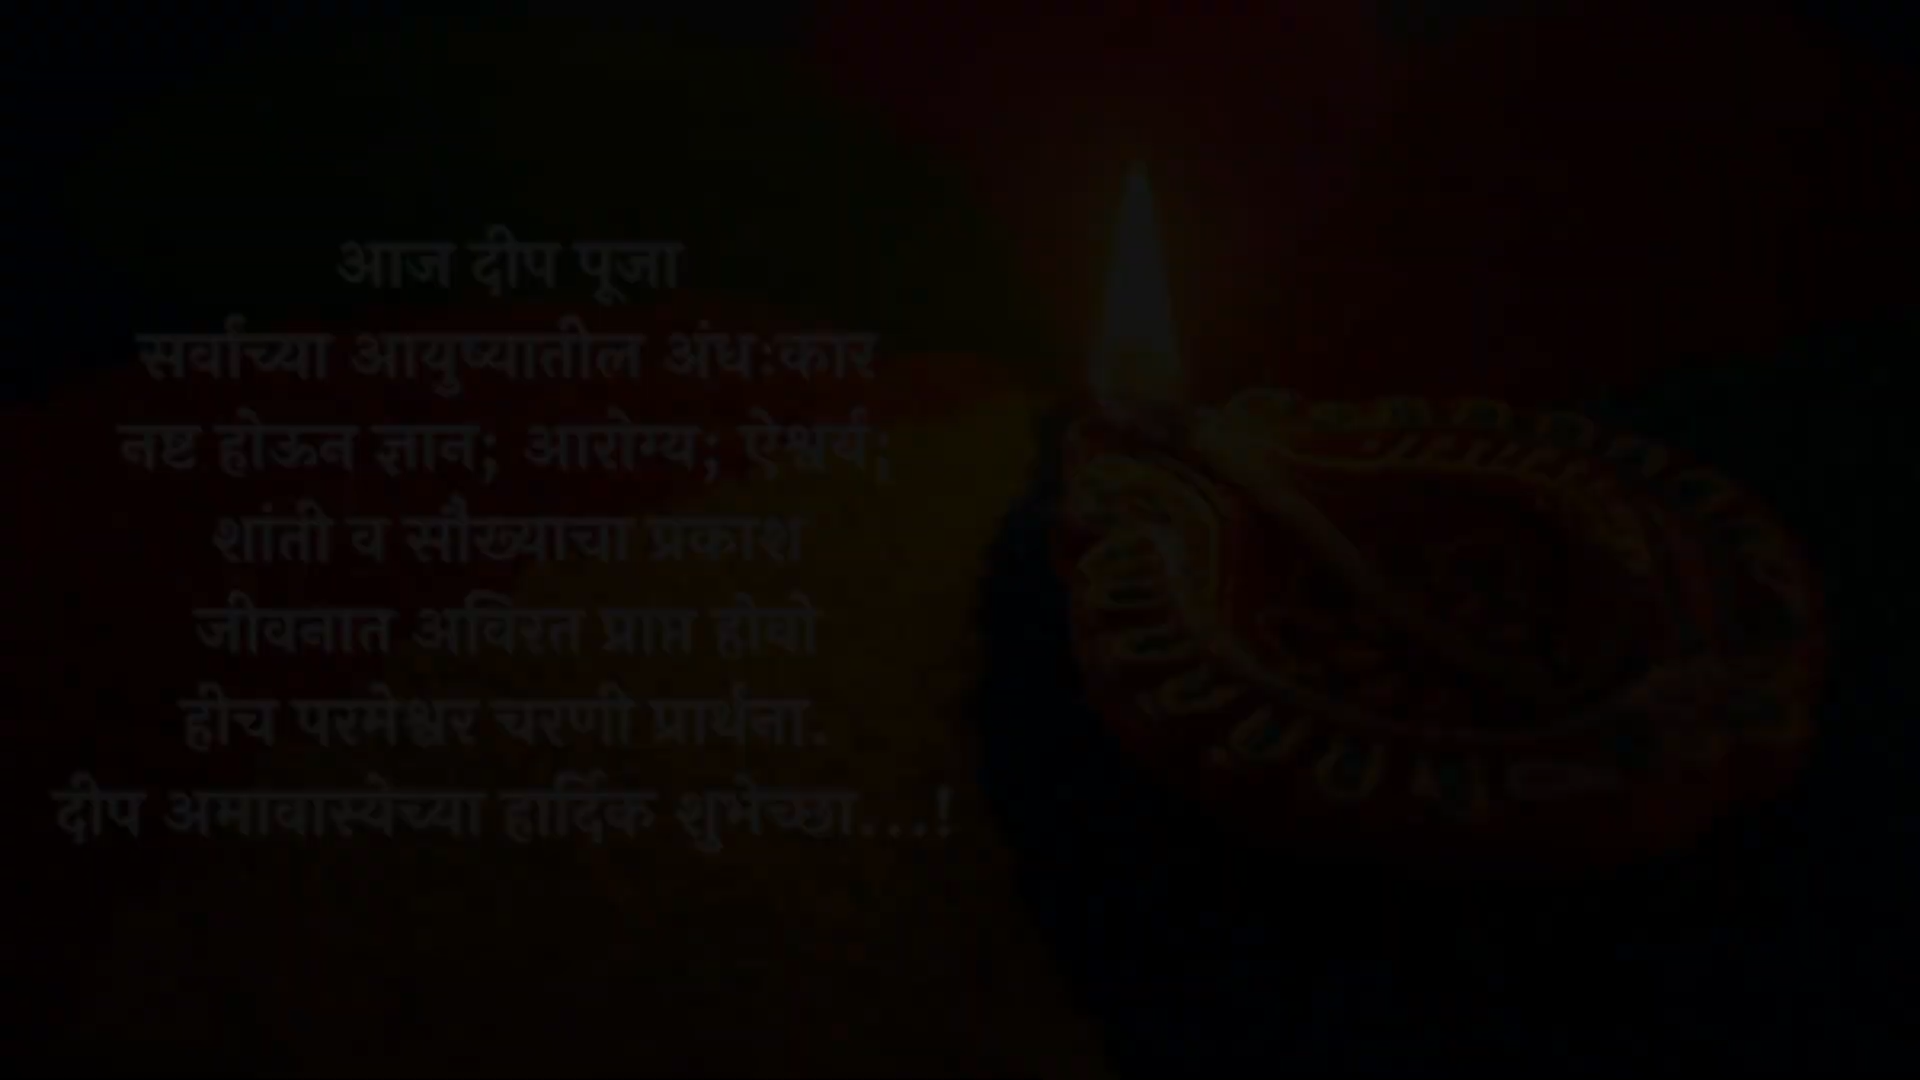 आज दीप पूजा
सर्वांच्या आयुष्यातील अंध:कार
नष्ट होऊन ज्ञान; आरोग्य; ऐश्वर्य;
शांती व सौख्याचा प्रकाश
जीवनात अविरत प्राप्त होवो
हीच परमेश्वर चरणी प्रार्थना.
दीप अमावास्येच्या हार्दिक शुभेच्छा...!